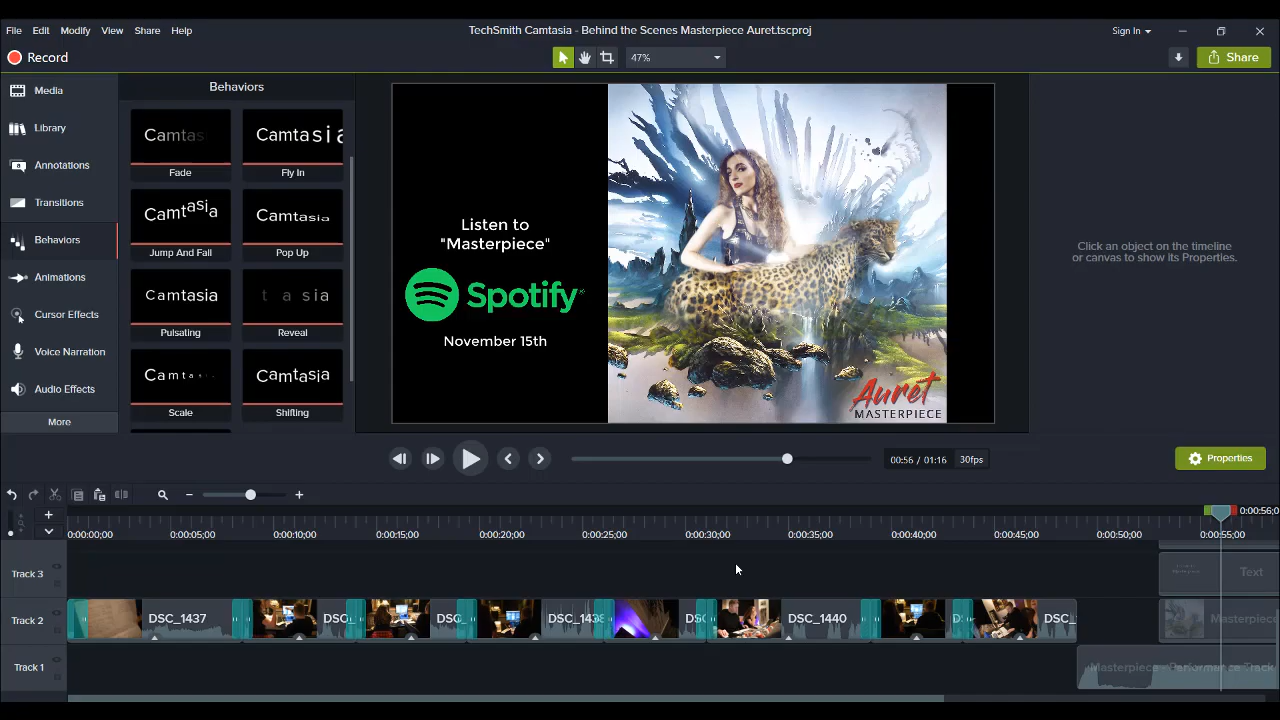 TechSmith Camtasia - Behind the Scenes Masterpiece Auret.tscproj
File Edit Modify View Share Help
Sign In
Record
47%
Share
Media
Library
Annotations
Transitions
Behaviors
Animations
Cursor Effects
Voice Narration
Audio Effects
More
Behaviors
Camtas
Camtasia
Fade
Fly In
Camtasia
Camtasia
Jump And Fall
Pop Up
Camtasia
t a sia
Pulsating
Reveal
Camta
Camtasia
Scale
Shifting
Listen to
"Masterpiece"
Spotify
November 15th
Auret
MASTERPIECE
Click an object on the timeline
or canvas to show its Properties.
00:56 / 01:16
30fps
Properties
0:00:56;0
0:00:00;00 0:00:05;00 0:00:10;00 0:00:15;00 0:00:20;00 0:00:25;00 0:00:30;00 0:00:35;00 0:00:40;00 0:00:45;00 0:00:50;00 0:00:55;00
Track 3
Text
Track 2
DSC_1437 DSC_ DSC_ DSC_1438 DSC_1440 DSC_
Masterpiece
Track 1
Masterpiece - Performance Track